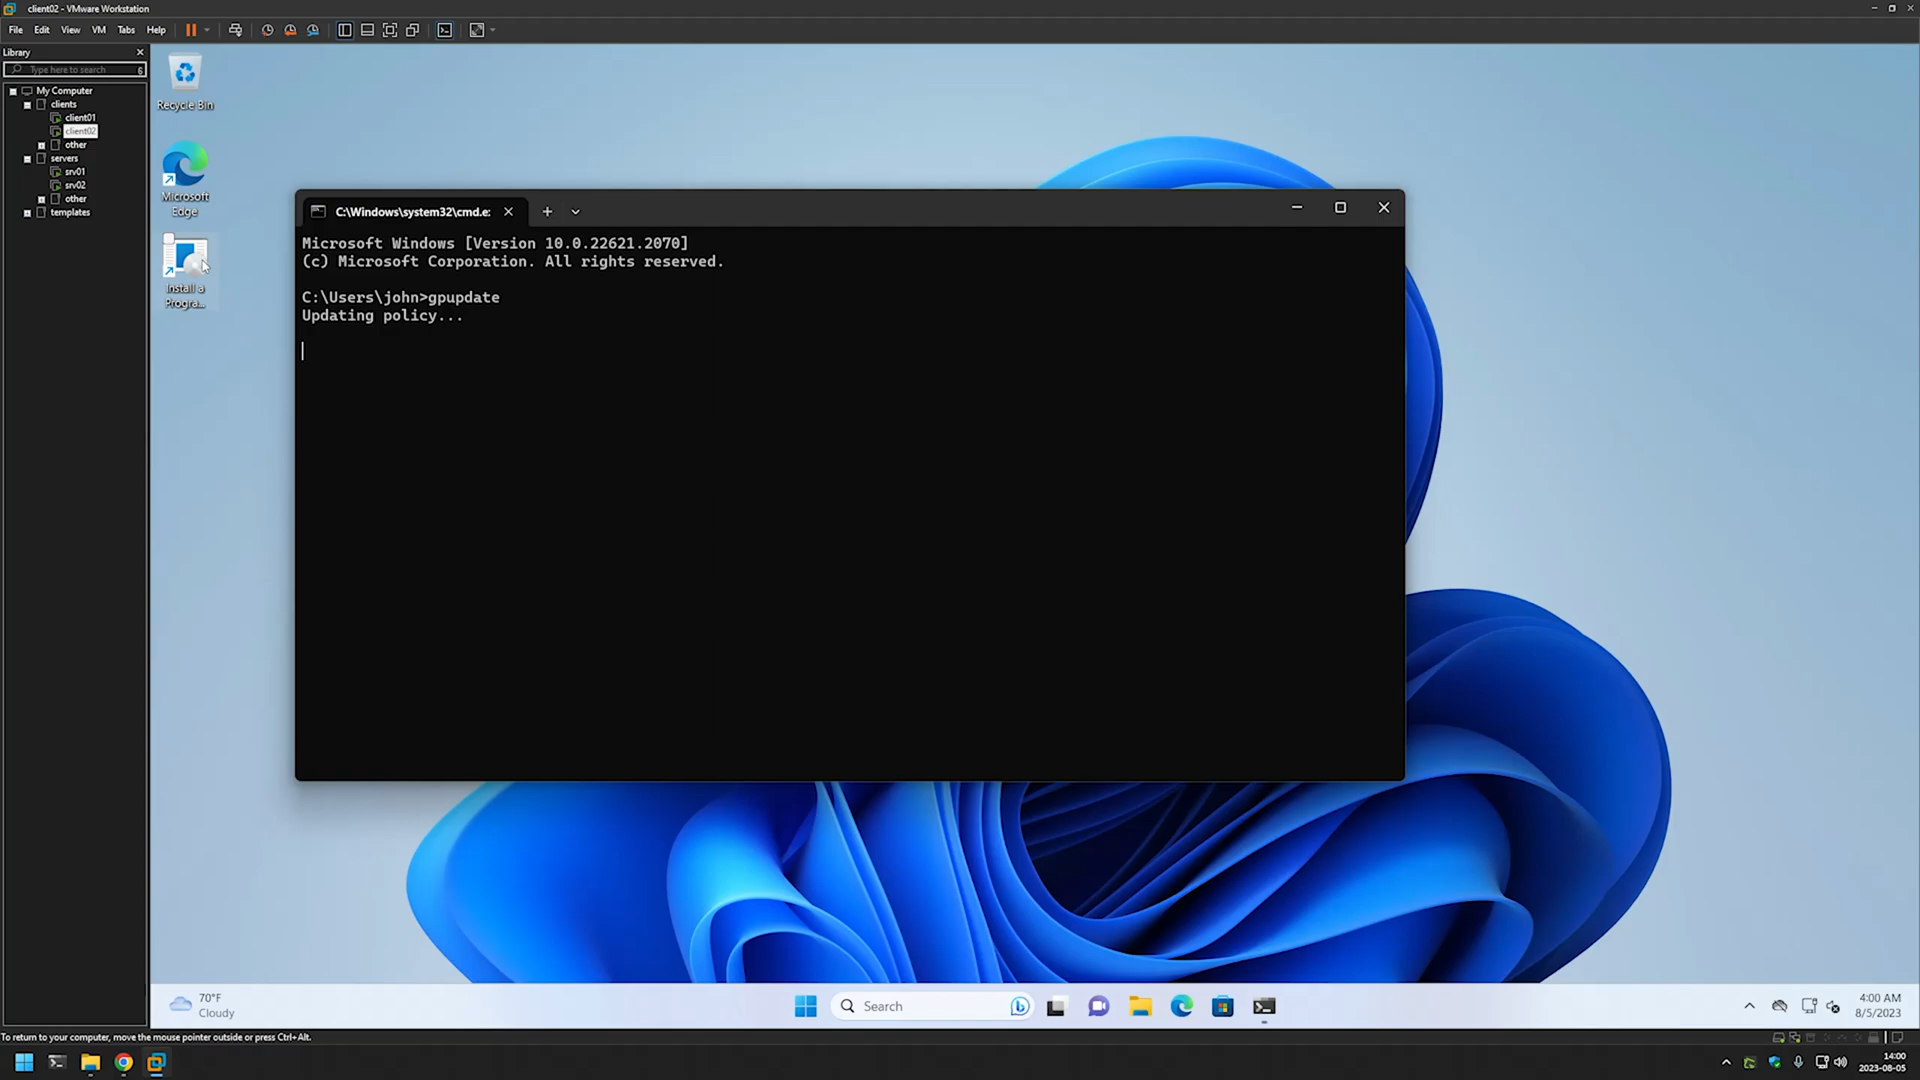 client02 - VMware Workstation
File Edit View VM Tabs Help
Library
Type here to search
My Computer
clients
client01
client02
other
servers
srv01
srv02
other
templates
Recycle Bin
Microsoft
Edge
Install a
Progra...
C:\Windows\system32\cmd.e:
Microsoft Windows [Version 10.0.22621.2070]
(c) Microsoft Corporation. All rights reserved.
C:\Users\john>gpupdate
Updating policy...
70°F
Cloudy
Search
4:00 AM
8/5/2023
To return to your computer, move the mouse pointer outside or press Ctrl+Alt.
14:00
2023-08-05